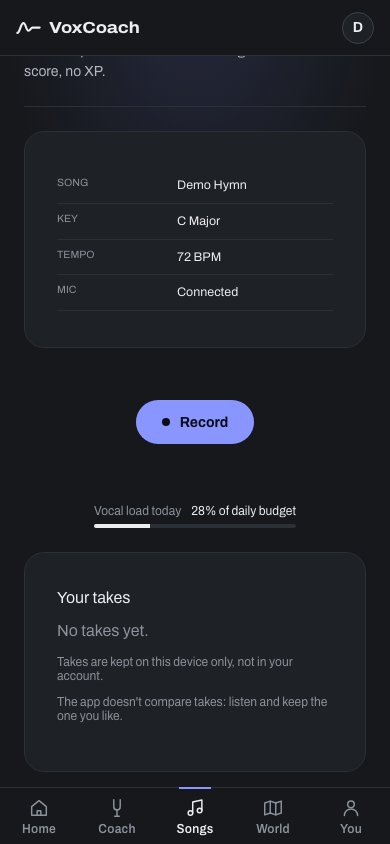 VoxCoach
D
score, no XP.
SONG
Demo Hymn
KEY
C Major
TEMPO
72 BPM
MIC
Connected
Record
Vocal load today 28% of daily budget
Your takes
No takes yet.
Takes are kept on this device only, not in your
account.
The app doesn't compare takes: listen and keep the
one you like.
Home
Coach
Songs
World
You